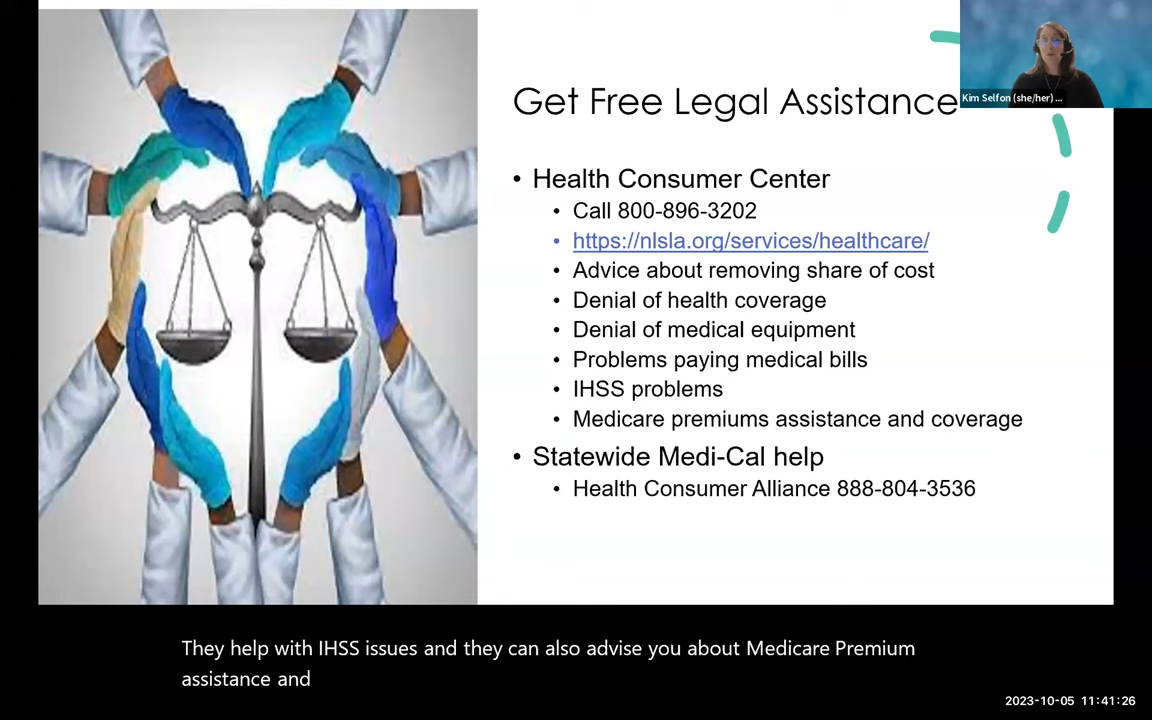 Get Free Legal Assistance
Kim Selfon (she/her) ...
• Health Consumer Center
• Call 800-896-3202
• https://nlsla.org/services/healthcare/
• Advice about removing share of cost
• Denial of health coverage
• Denial of medical equipment
• Problems paying medical bills
• IHSS problems
• Medicare premiums assistance and coverage
• Statewide Medi-Cal help
• Health Consumer Alliance 888-804-3536
They help with IHSS issues and they can also advise you about Medicare Premium
assistance and
2023-10-05 11:41:26